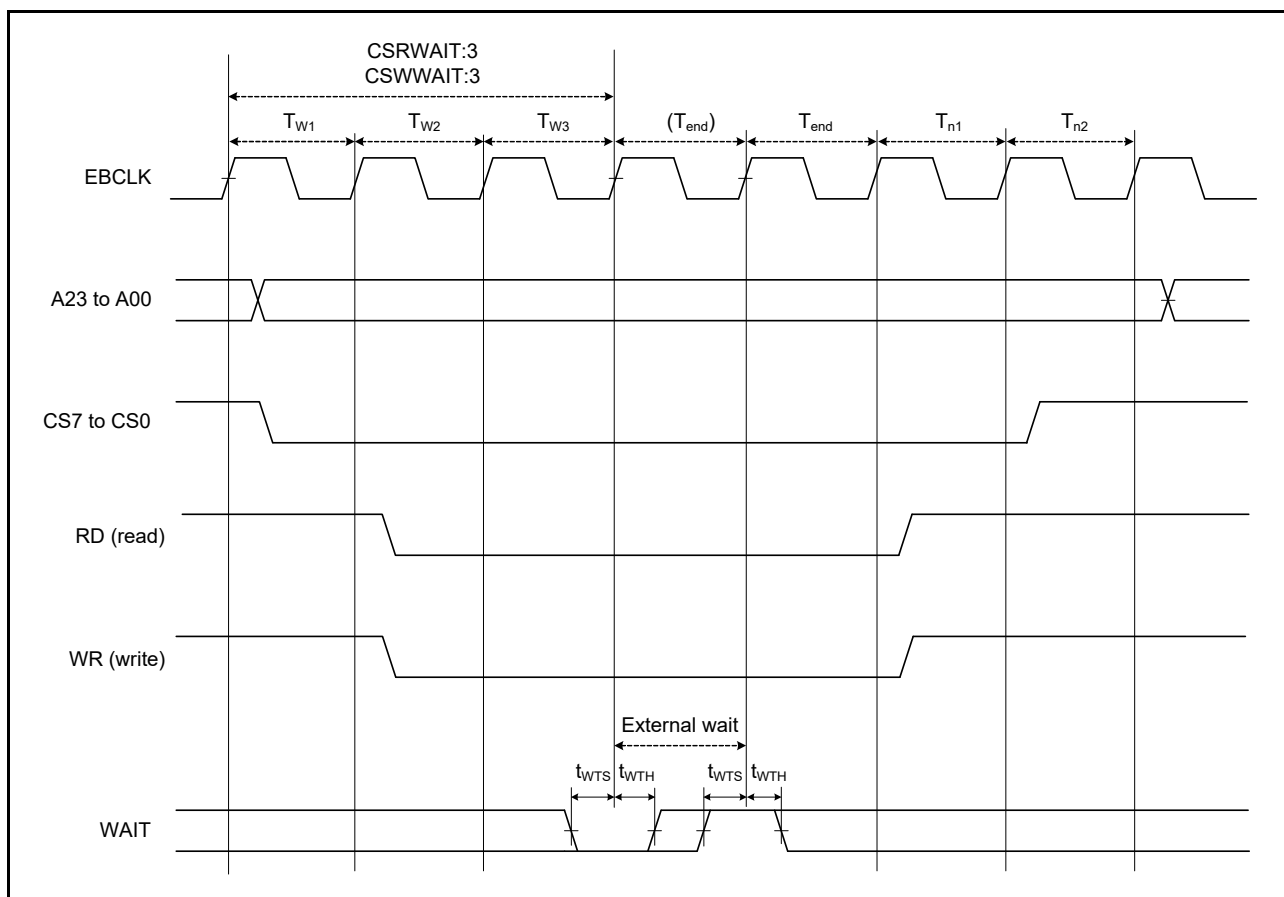 CSRWAIT:3
CSWWAIT:3
TW1 TW2 TW3 (Tend) Tend Tn1 Tn2
EBCLK
A23 to A00
CS7 to CS0
RD (read)
WR (write)
External wait
tWTS tWTH tWTS tWTH
WAIT